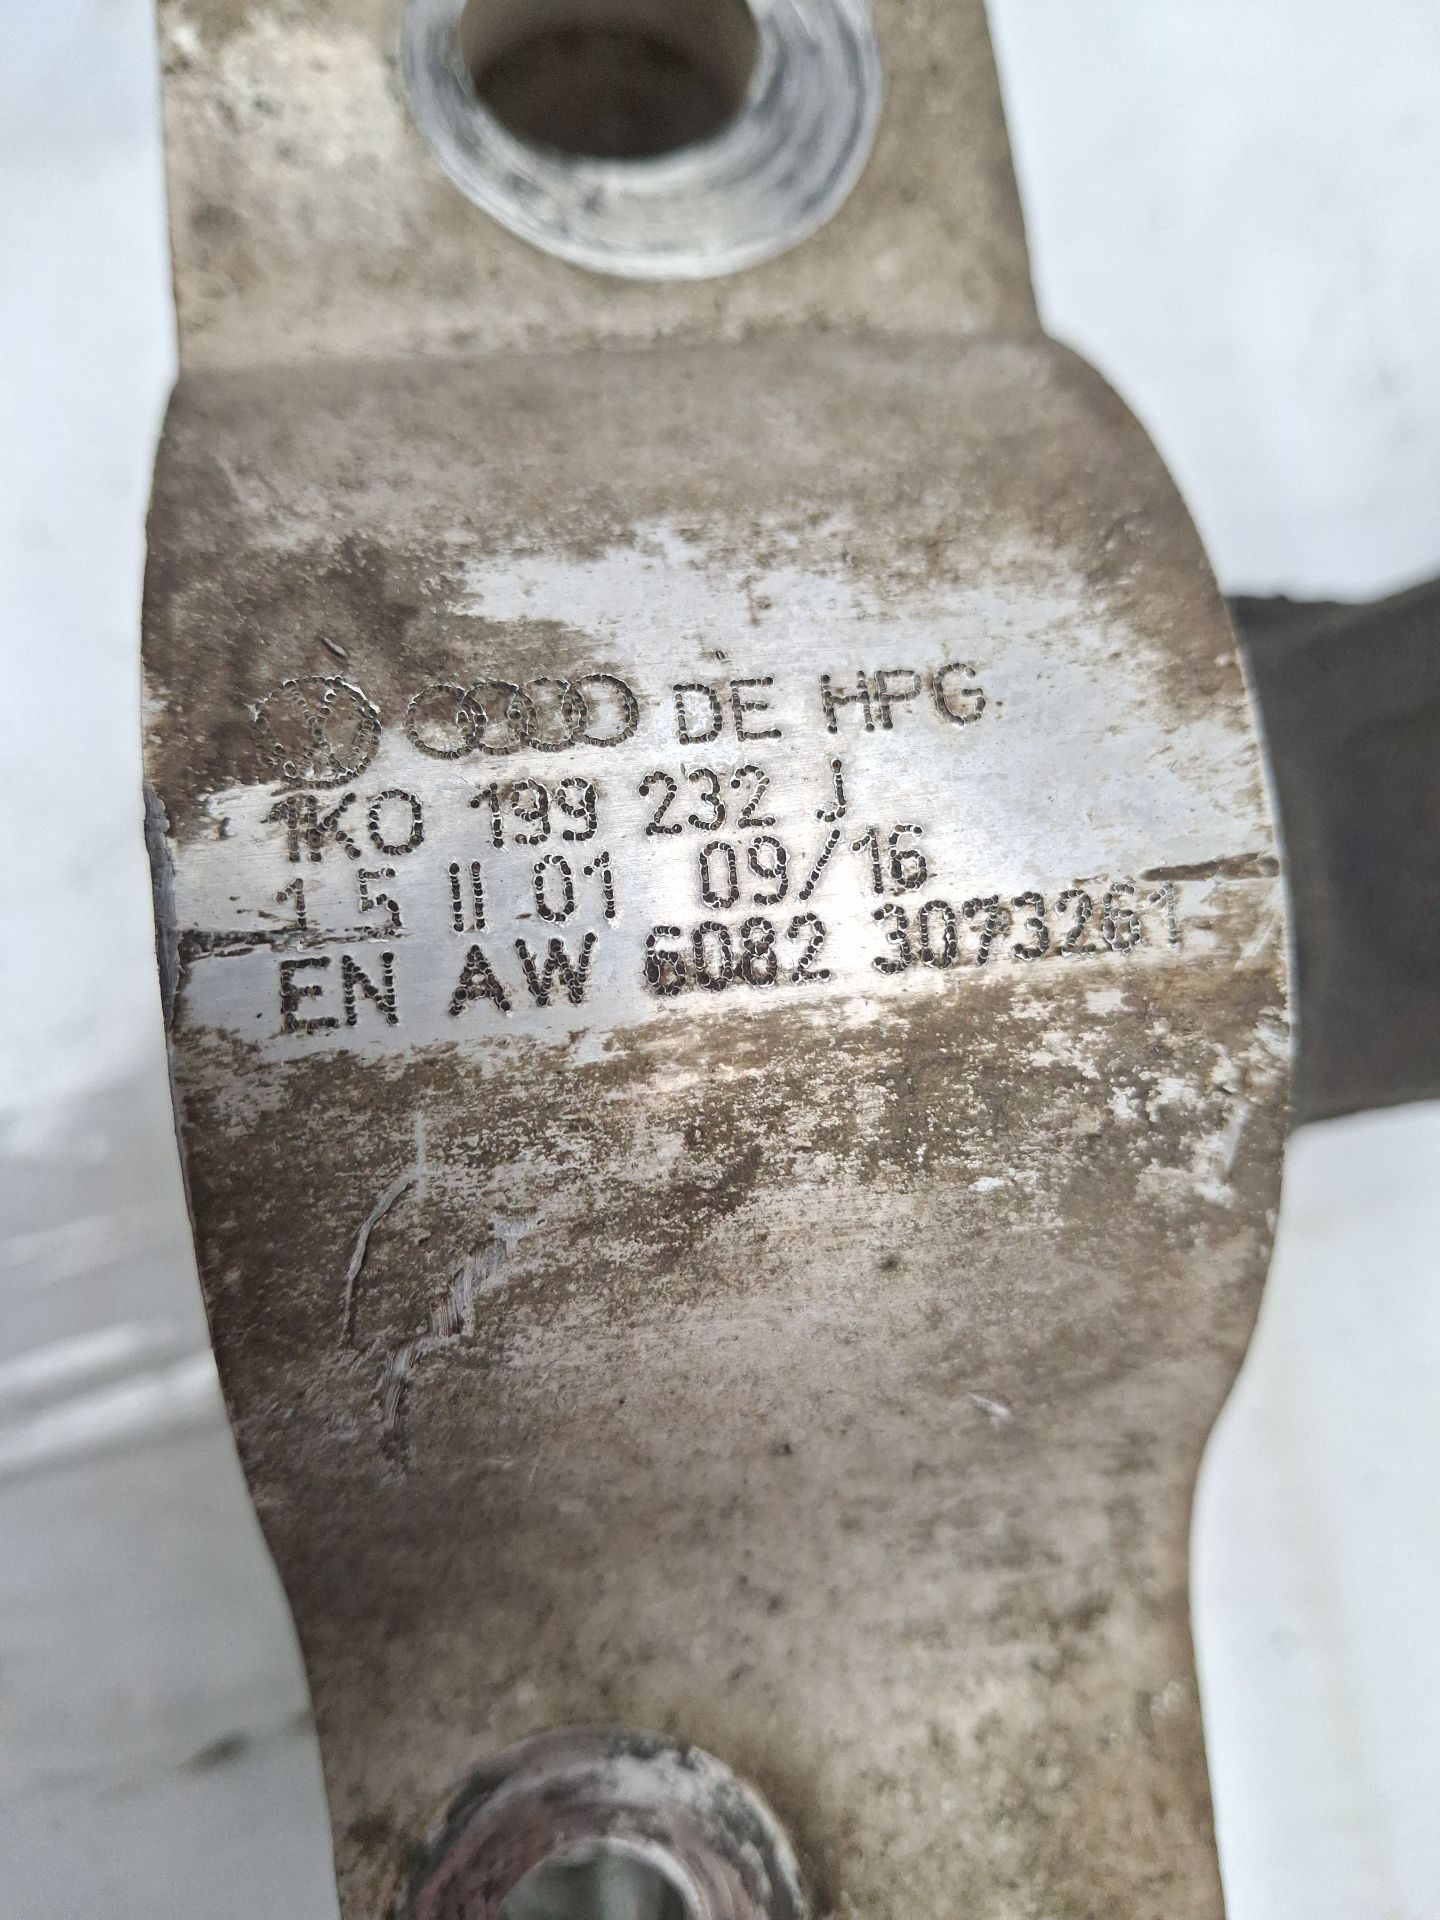 DE HPG
1K0 199 232 J
1 5 II 01 09/16
EN AW 6082 3073261